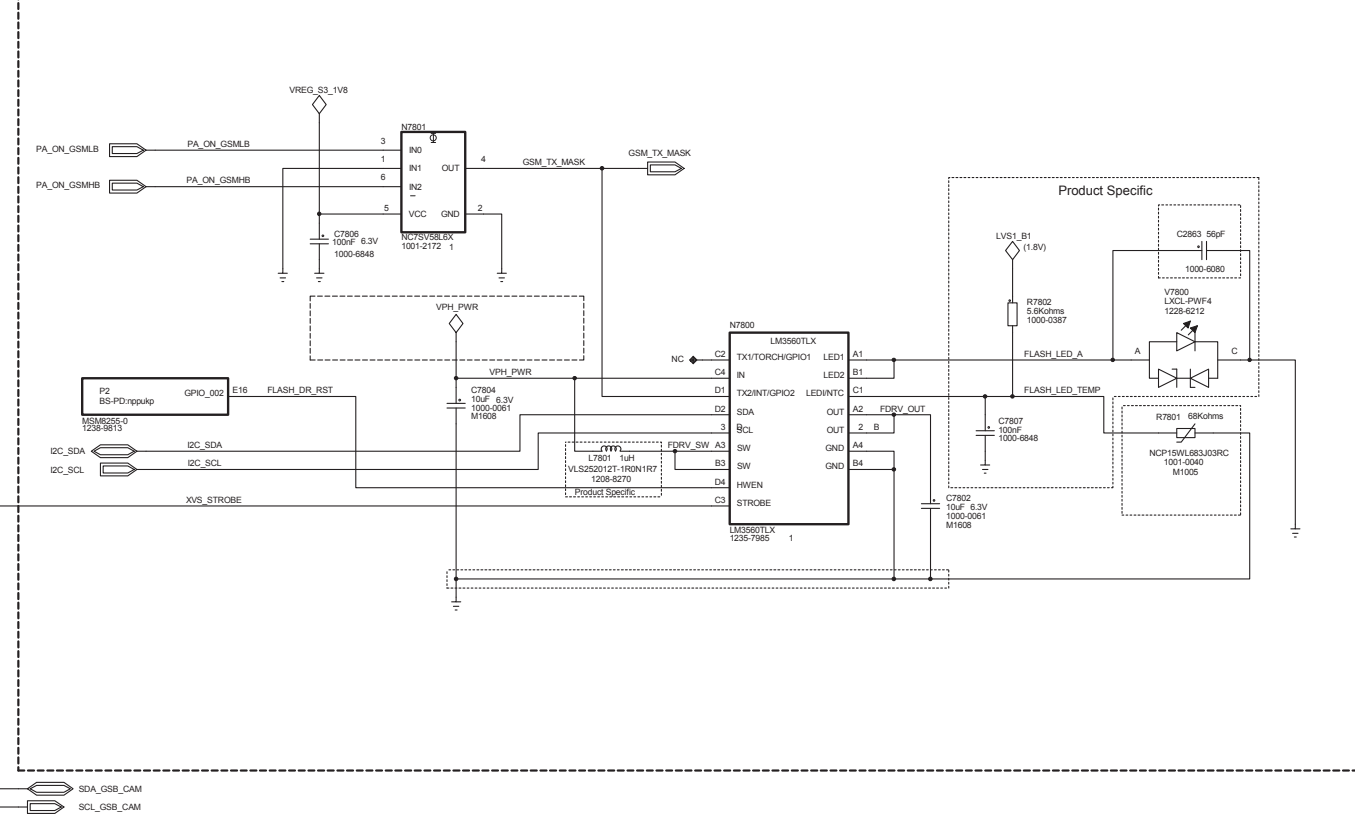 VREG_S3_1V8
N7801
PA_ON_GSMLB
PA_ON_GSMLB
3
IN0
1
IN1
OUT
4
GSM_TX_MASK
GSM_TX_MASK
PA_ON_GSMHB
PA_ON_GSMHB
6
IN2
5
VCC
GND
2
C7806
100nF 6.3V
1000-6848
NC7SV58L6X
1001-2172 1
Product Specific
C2863 56pF
1000-6080
LVS1_B1
(1.8V)
V7800
LXCL-PWF4
1228-6212
R7802
5.6Kohms
1000-0387
VPH_PWR
N7800
LM3560TLX
NC
C2
TX1/TORCH/GPIO1
LED1
A1
FLASH_LED_A
A
C
VPH_PWR
C4
IN
LED2
B1
P2
BS-PD:nppukp
GPIO_002
E16
FLASH_DR_RST
MSM8255-0
1238-9813
C7804
10uF 6.3V
1000-0061
M1608
D1
TX2/INT/GPIO2
LEDI/NTC
C1
FLASH_LED_TEMP
D2
SDA
OUT
A2
FDRV_OUT
3
D
SCL
OUT
2
B
C7807
100nF
1000-6848
R7801 68Kohms
NCP15WL683J03RC
1001-0040
M1005
I2C_SDA
I2C_SDA
FDRV_SW
A3
SW
GND
A4
I2C_SCL
I2C_SCL
L7801 1uH
VLS252012T-1R0N1R7
1208-8270
Product Specific
B3
SW
GND
B4
D4
HWEN
XVS_STROBE
C3
STROBE
C7802
10uF 6.3V
1000-0061
M1608
LM3560TLX
1235-7985 1
SDA_GSB_CAM
SCL_GSB_CAM